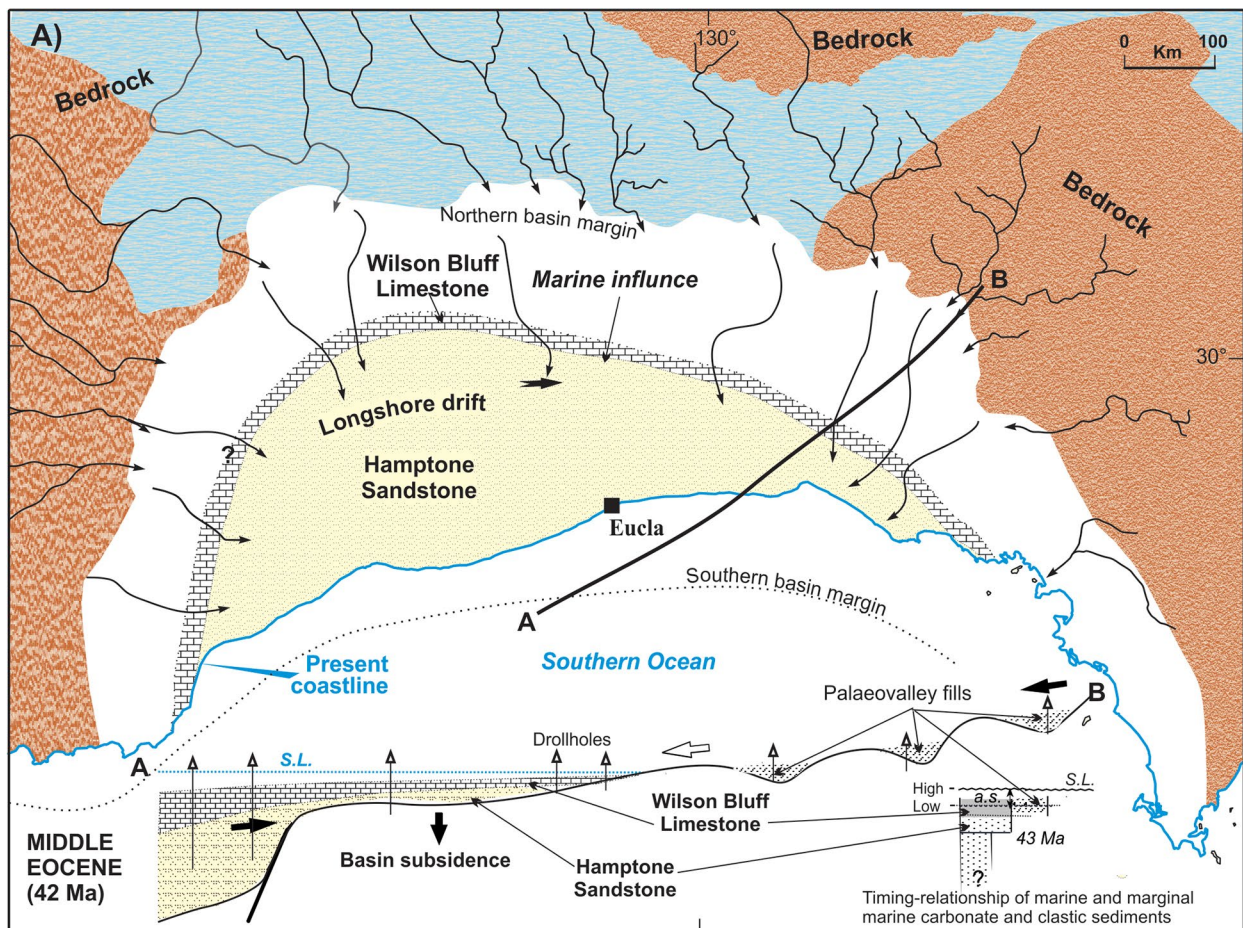 A)
130°
Bedrock
0 100
Km
Bedrock
Bedrock
Northern basin margin
Wilson Bluff
Limestone
Marine influnce
B
30°
Longshore drift
?
Hamptone
Sandstone
Eucla
Southern basin margin
A
Southern Ocean
Present
coastline
Palaeovalley fills
B
Drollholes
A
S.L.
S.L.
High
Low
a.s.
Wilson Bluff
Limestone
43 Ma
MIDDLE
EOCENE
(42 Ma)
Basin subsidence
Hamptone
Sandstone
?
Timing-relationship of marine and marginal
marine carbonate and clastic sediments